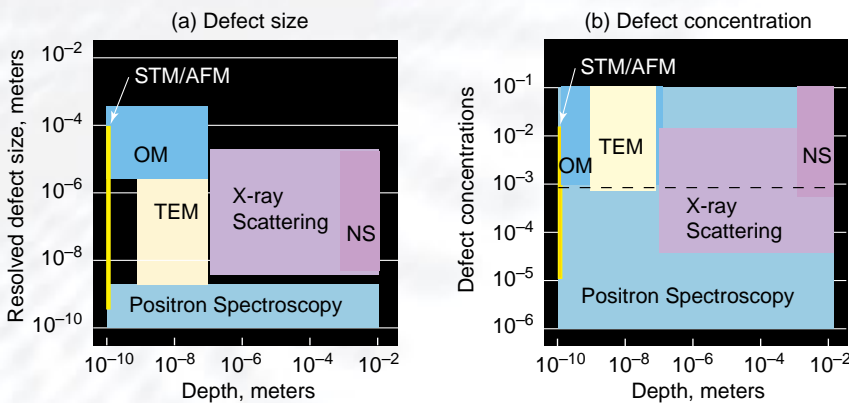 (a) Defect size
Resolved defect size, meters
10⁻²
10⁻⁴
10⁻⁶
10⁻⁸
10⁻¹⁰
STM/AFM
OM
TEM
X-ray
Scattering
NS
Positron Spectroscopy
10⁻¹⁰ 10⁻⁸ 10⁻⁶ 10⁻⁴ 10⁻²
Depth, meters
(b) Defect concentration
Defect concentrations
10⁻¹
10⁻²
10⁻³
10⁻⁴
10⁻⁵
10⁻⁶
STM/AFM
OM
TEM
NS
X-ray
Scattering
Positron Spectroscopy
10⁻¹⁰ 10⁻⁸ 10⁻⁶ 10⁻⁴ 10⁻²
Depth, meters